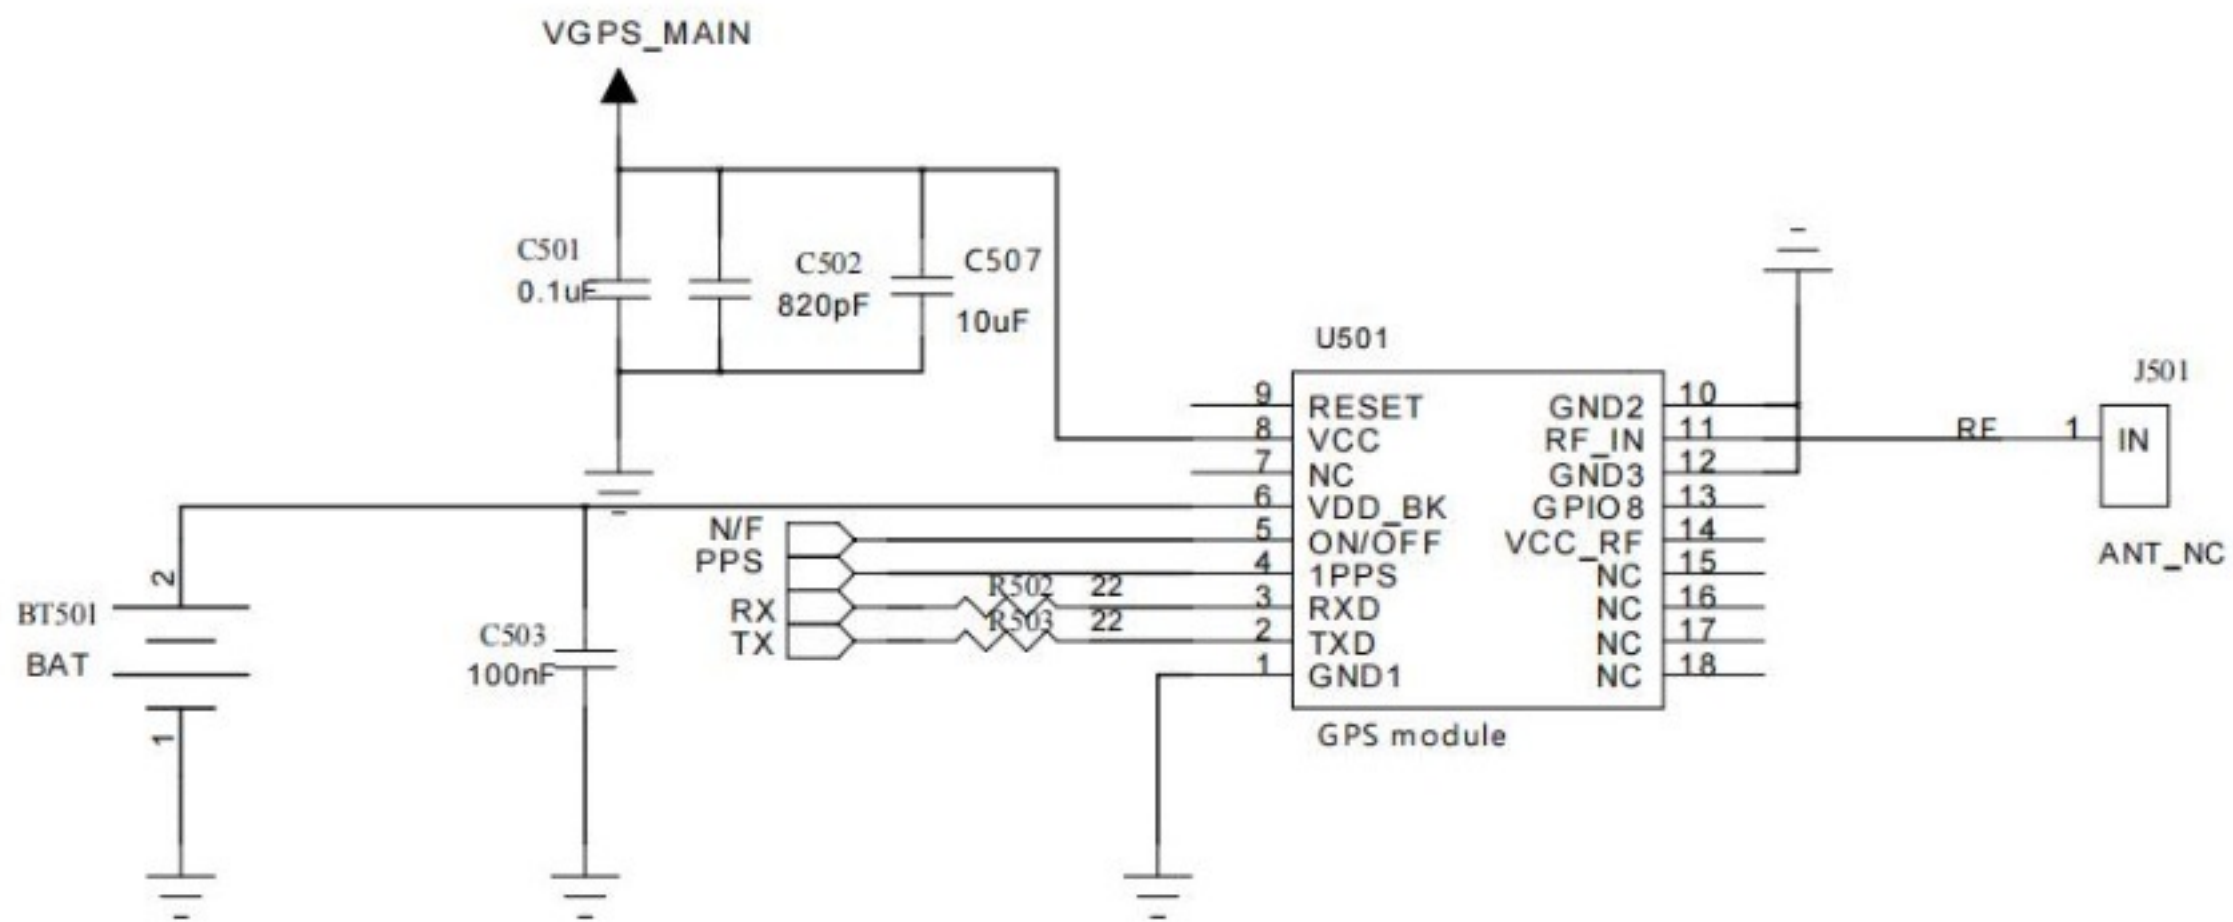 VGPS_MAIN
C501
0.1uF
C502
820pF
C507
10uF
U501
9 RESET
8 VCC
7 NC
6 VDD_BK
5 ON/OFF
4 1PPS
3 RXD
2 TXD
1 GND1
GND2 10
RF_IN 11
GND3 12
GPIO8 13
VCC_RF 14
NC 15
NC 16
NC 17
NC 18
GPS module
N/F
PPS
RX
TX
R502 22
R503 22
RF 1
J501
IN
ANT_NC
2
BT501
BAT
1
C503
100nF